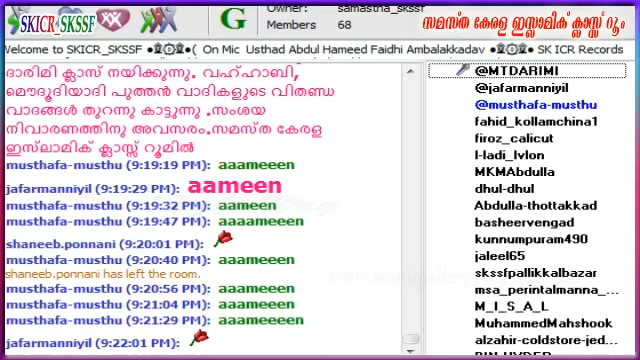 SKICR_SKSSF
G
Owner: samastha_skssf
Members 68
സമസ്ത കേരള ഇസ്ലാമിക് ക്ലാസ്സ് റൂം
Welcome to SKICR_SKSSF ( On Mic Usthad Abdul Hameed Faidhi Ambalakkadav SK IC R Records
ദാരിമി ക്ലാസ് നയിക്കുന്നു. വഹ്ഹാബി,
മൌദൂദിയാദി പുത്തൻ വാദികളുടെ വിതണ്ഡ
വാദങ്ങൾ തുറന്നു കാട്ടുന്നു .സംശയ
നിവാരണത്തിനു അവസരം.സമസ്ത കേരള
ഇസ്ലാമിക് ക്ലാസ്സ് റൂമിൽ
musthafa-musthu (9:19:19 PM): aaameeen
jafarmanniyil (9:19:29 PM): aameen
musthafa-musthu (9:19:32 PM): aameen
musthafa-musthu (9:19:47 PM): aaaameeen
shaneeb.ponnani (9:20:01 PM):
musthafa-musthu (9:20:40 PM): aameeen
shaneeb.ponnani has left the room.
musthafa-musthu (9:20:56 PM): aaameeen
musthafa-musthu (9:21:04 PM): aaameeen
musthafa-musthu (9:21:29 PM): aaameeeen
jafarmanniyil (9:22:01 PM):
@MTDARIMI
@jafarmanniyil
@musthafa-musthu
fahid_kollamchina1
firoz_calicut
l-ladi_lvlon
MKMAbdulla
dhul-dhul
Abdulla-thottakkad
basheervengad
kunnumpuram490
jaleel65
skssfpallikkalbazar
msa_perintalmanna_...
M_I_S_A_L
MuhammedMahshook
alzahir-coldstore-jed...